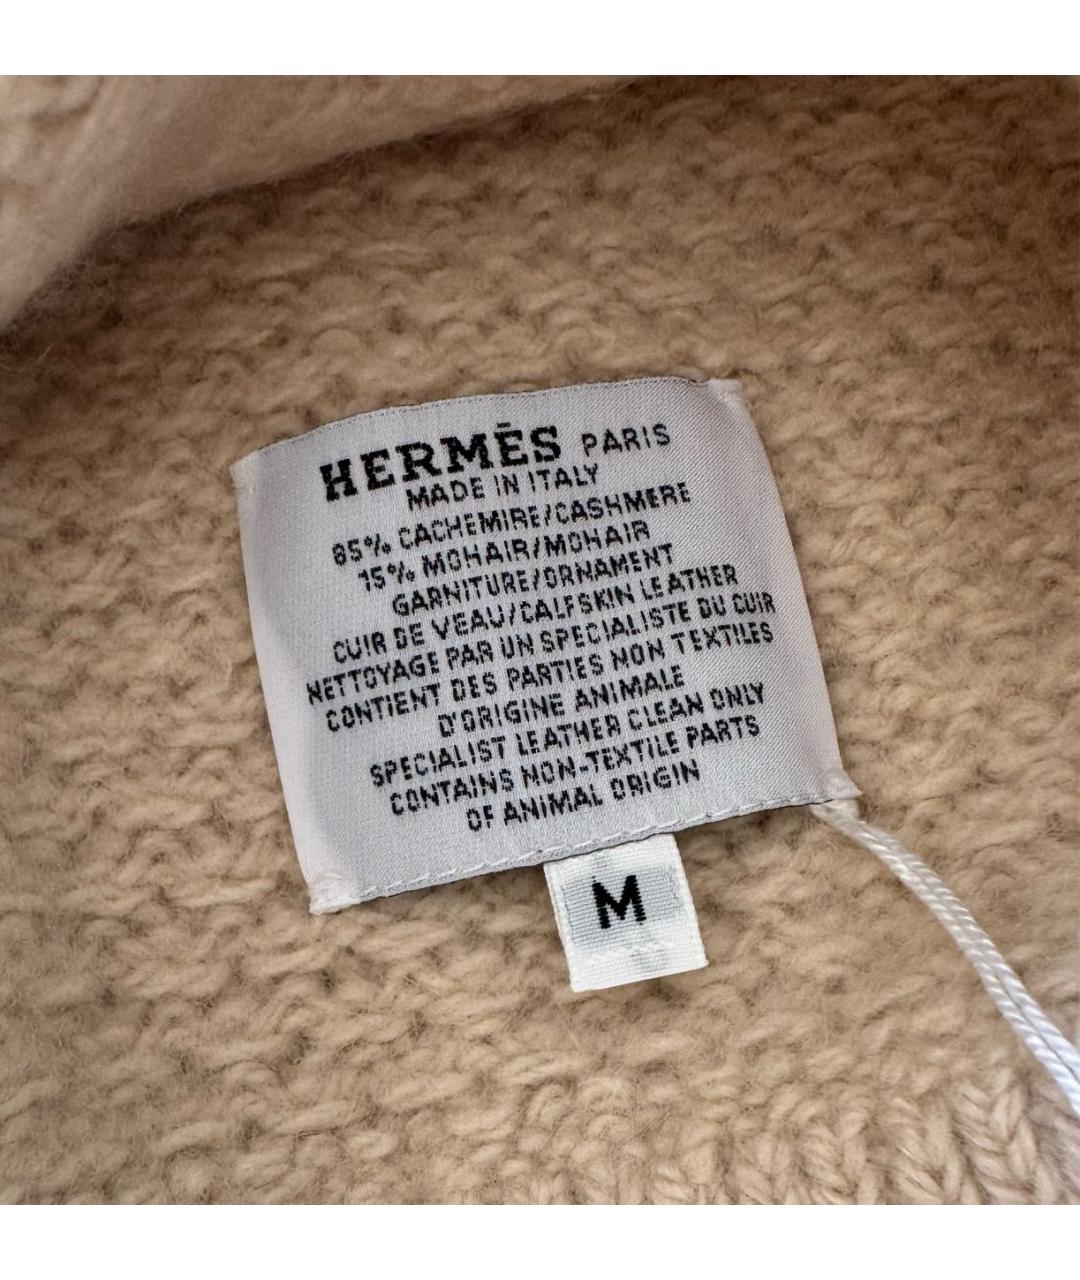 HERMĒS PARIS
MADE IN ITALY
85% CACHEMIRE/CASHMERE
15% MOHAIR/MOHAIR
GARNITURE/ORNAMENT
CUIR DE VEAU/CALFSKIN LEATHER
NETTOYAGE PAR UN SPECIALISTE DU CUIR
CONTIENT DES PARTIES NON TEXTILES
D'ORIGINE ANIMALE
SPECIALIST LEATHER CLEAN ONLY
CONTAINS NON-TEXTILE PARTS
OF ANIMAL ORIGIN
M